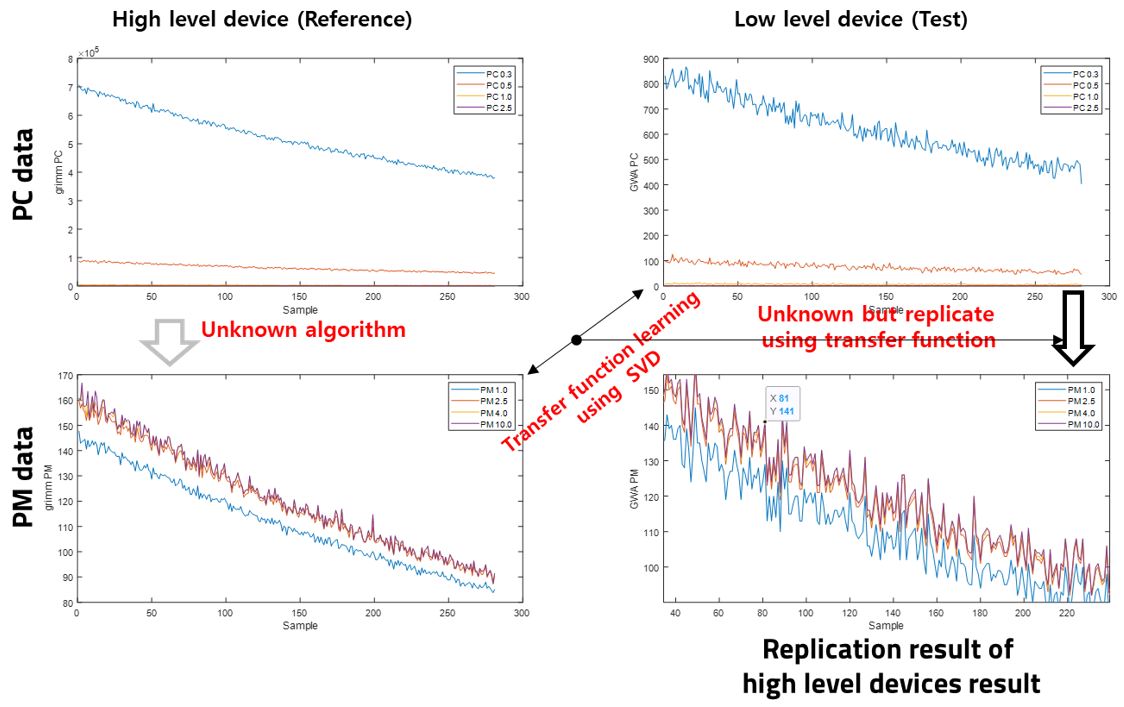 High level device (Reference)
Low level device (Test)
PC data
×10⁵
8
7
6
5
4
3
2
1
0
grimm PC
0 50 100 150 200 250 300
Sample
PC 0.3
PC 0.5
PC 1.0
PC 2.5
900
800
700
600
500
400
300
200
100
0
GWA PC
0 50 100 150 200 250 300
Sample
PC 0.3
PC 0.5
PC 1.0
PC 2.5
Unknown algorithm
Transfer function learning
using SVD
Unknown but replicate
using transfer function
PM data
170
160
150
140
130
120
110
100
90
80
grimm PM
0 50 100 150 200 250 300
Sample
PM 1.0
PM 2.5
PM 4.0
PM 10.0
150
140
130
120
110
100
GWA PM
40 60 80 100 120 140 160 180 200 220
Sample
X 81
Y 141
PM 1.0
PM 2.5
PM 4.0
PM 10.0
Replication result of
high level devices result